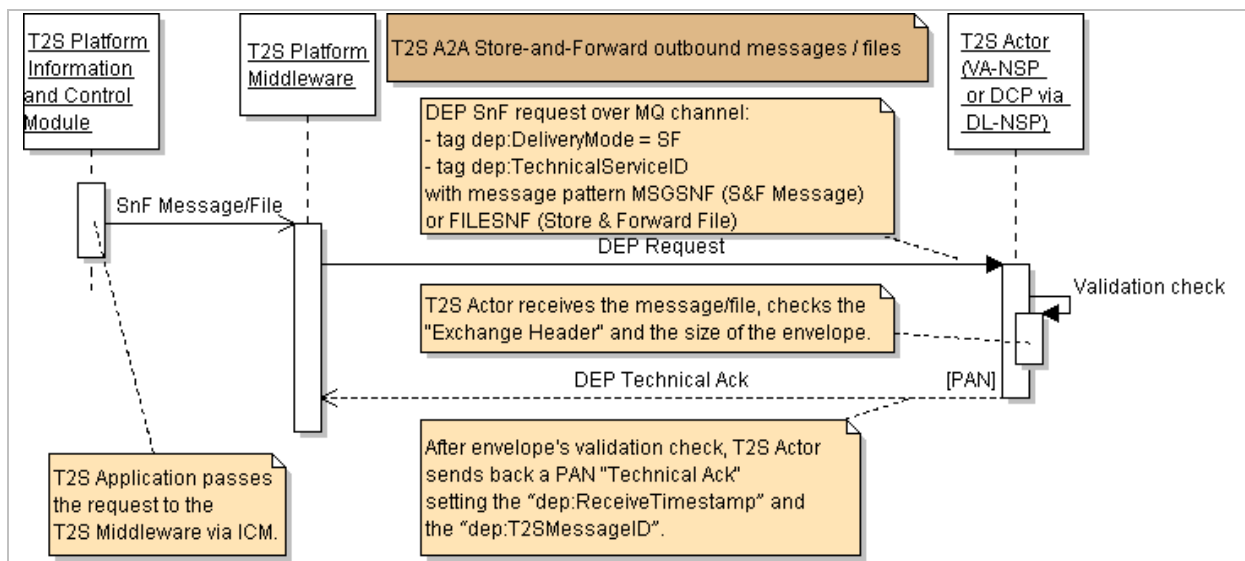 T2S Platform
Information
and Control
Module
T2S Platform
Middleware
T2S A2A Store-and-Forward outbound messages / files
T2S Actor
(VA-NSP
or DCP via
DL-NSP)
DEP SnF request over MQ channel:
- tag dep:DeliveryMode = SF
- tag dep:TechnicalServiceID
with message pattern MSGSNF (S&F Message)
or FILESNF (Store & Forward File)
SnF Message/File
DEP Request
Validation check
T2S Actor receives the message/file, checks the
"Exchange Header" and the size of the envelope.
DEP Technical Ack
[PAN]
After envelope's validation check, T2S Actor
sends back a PAN "Technical Ack"
setting the “dep:ReceiveTimestamp” and
the “dep:T2SMessageID”.
T2S Application passes
the request to the
T2S Middleware via ICM.